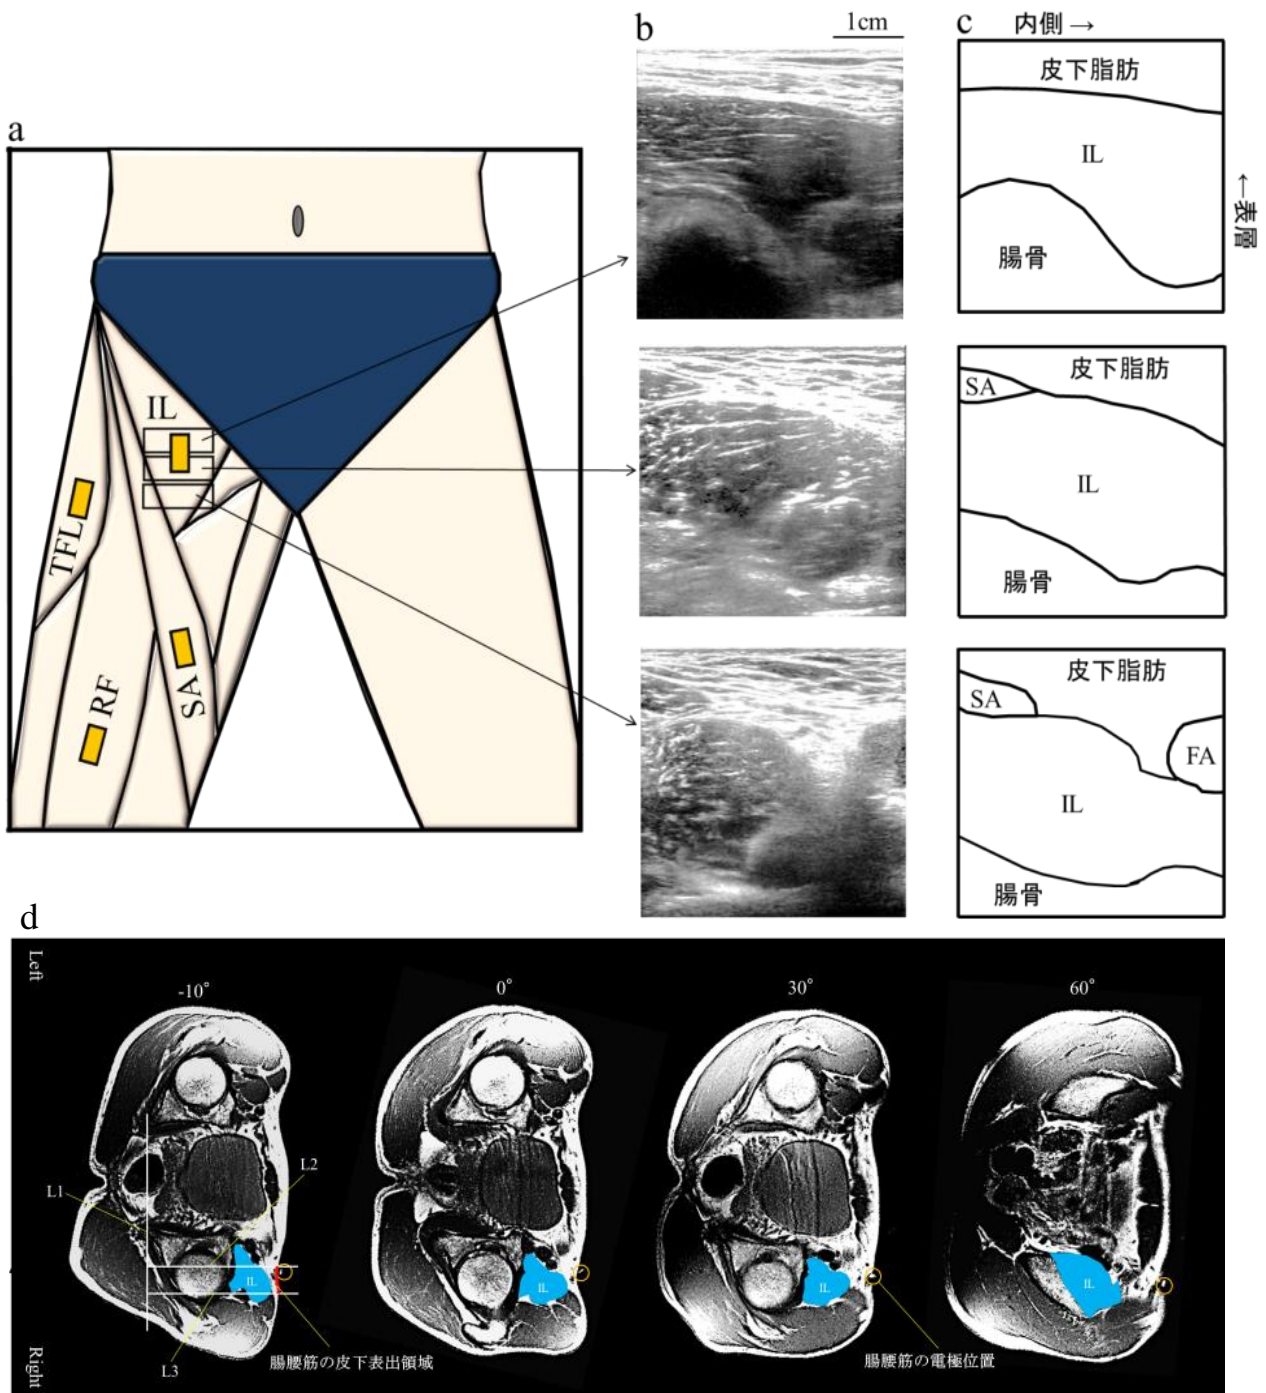 a
IL
TFL
RF
SA
b
1cm
c
内側 →
←表層
皮下脂肪
IL
腸骨
皮下脂肪
SA
IL
腸骨
皮下脂肪
SA
FA
IL
腸骨
d
Left
Right
-10°
0°
30°
60°
L1
L2
L3
IL
IL
IL
IL
腸腰筋の皮下表出領域
腸腰筋の電極位置